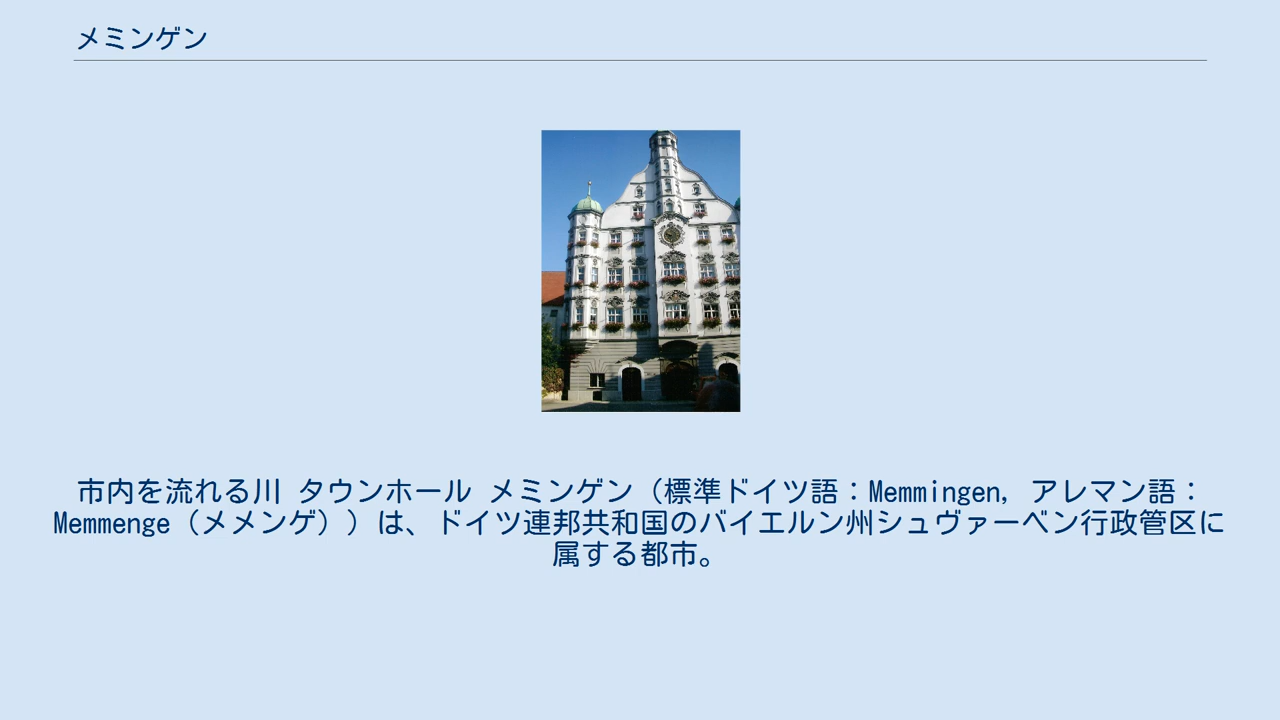 メミンゲン
市内を流れる川 タウンホール メミンゲン（標準ドイツ語：Memmingen, アレマン語：
Memmenge（メメンゲ））は、ドイツ連邦共和国のバイエルン州シュヴァーベン行政管区に
属する都市。